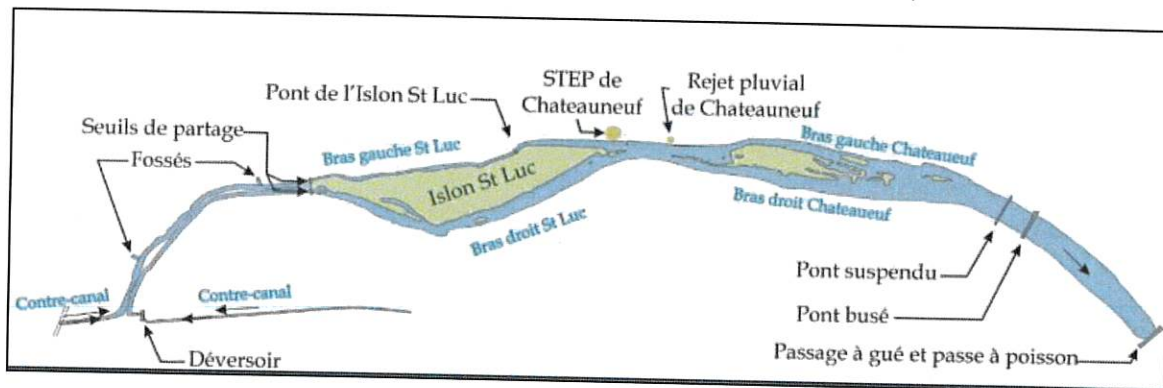 STEP de
Chateauneuf
Rejet pluvial
de Chateauneuf
Pont de l'Islon St Luc
Seuils de partage
Fossés
Bras gauche St Luc
Islon St Luc
Bras droit St Luc
Bras gauche Chateaueuf
Bras droit Chateaueuf
Contre-canal
Contre-canal
Déversoir
Pont suspendu
Pont busé
Passage à gué et passe à poisson